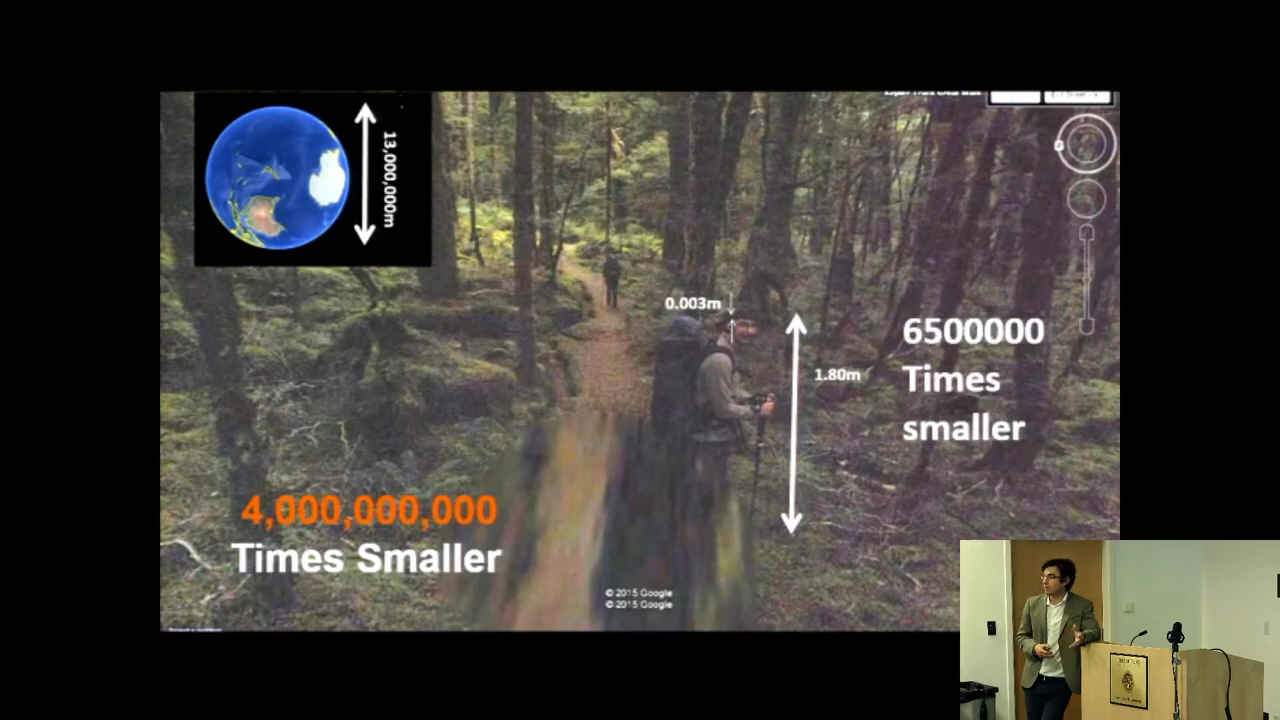 13,000,000m
0.003m
1.80m
6500000
Times
smaller
4,000,000,000
Times Smaller
© 2015 Google
© 2015 Google